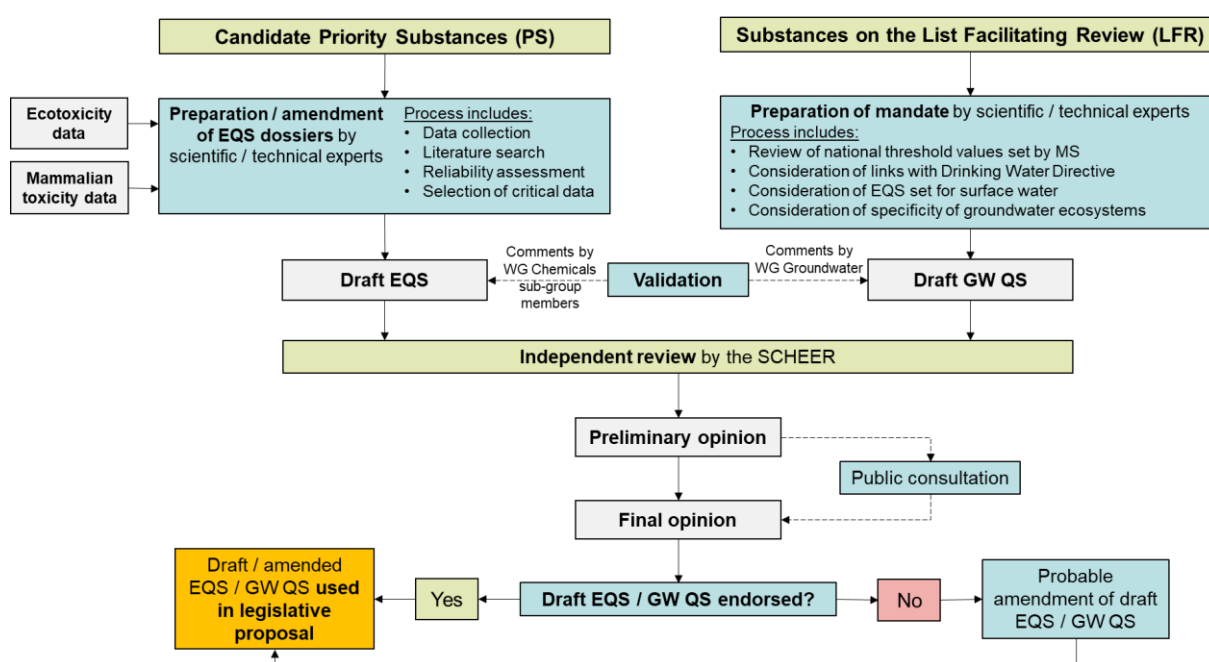 Candidate Priority Substances (PS)
Substances on the List Facilitating Review (LFR)
Ecotoxicity
data
Mammalian
toxicity data
Preparation / amendment
of EQS dossiers by
scientific / technical experts
Process includes:
• Data collection
• Literature search
• Reliability assessment
• Selection of critical data
Preparation of mandate by scientific / technical experts
Process includes:
• Review of national threshold values set by MS
• Consideration of links with Drinking Water Directive
• Consideration of EQS set for surface water
• Consideration of specificity of groundwater ecosystems
Draft EQS
Comments by
WG Chemicals
sub-group
members
Validation
Comments by
WG Groundwater
Draft GW QS
Independent review by the SCHEER
Preliminary opinion
Public consultation
Final opinion
Draft / amended
EQS / GW QS used
in legislative
proposal
Yes
Draft EQS / GW QS endorsed?
No
Probable
amendment of draft
EQS / GW QS